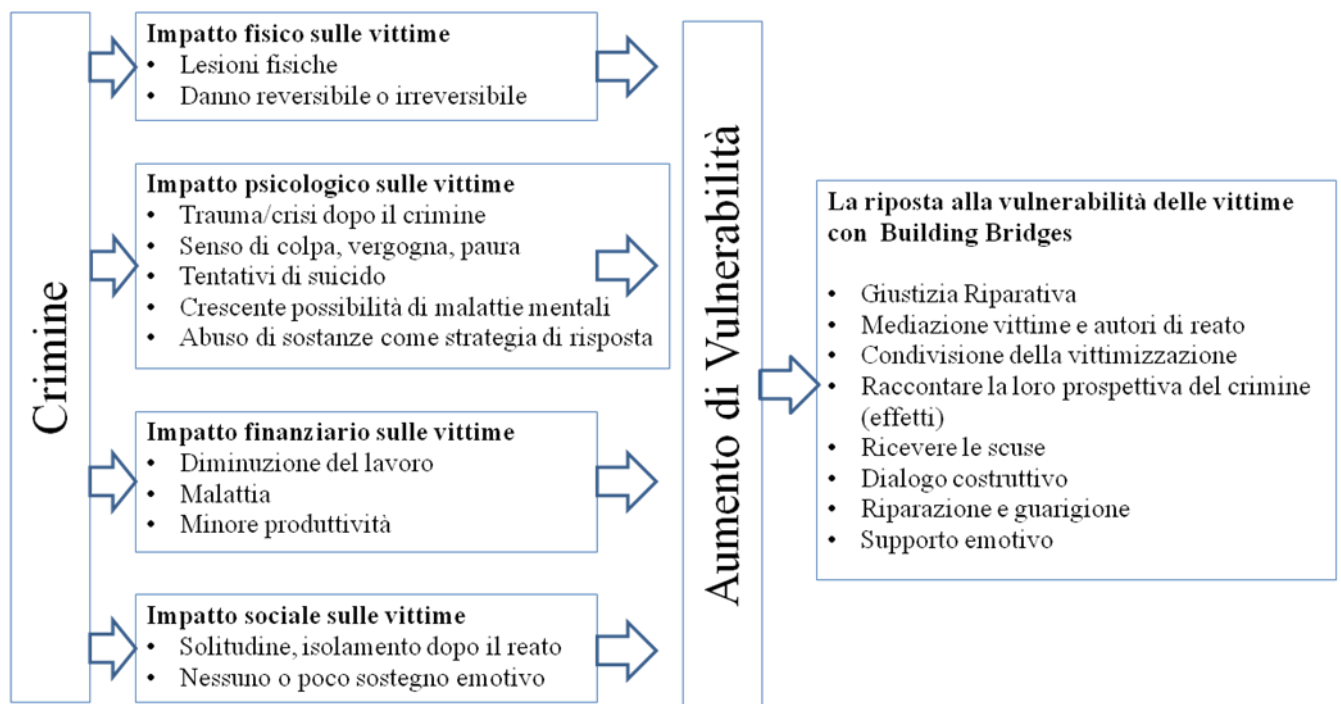 Crimine
Impatto fisico sulle vittime
• Lesioni fisiche
• Danno reversibile o irreversibile
Impatto psicologico sulle vittime
• Trauma/crisi dopo il crimine
• Senso di colpa, vergogna, paura
• Tentativi di suicido
• Crescente possibilità di malattie mentali
• Abuso di sostanze come strategia di risposta
Impatto finanziario sulle vittime
• Diminuzione del lavoro
• Malattia
• Minore produttività
Impatto sociale sulle vittime
• Solitudine, isolamento dopo il reato
• Nessuno o poco sostegno emotivo
Aumento di Vulnerabilità
La riposta alla vulnerabilità delle vittime
con Building Bridges
• Giustizia Riparativa
• Mediazione vittime e autori di reato
• Condivisione della vittimizzazione
• Raccontare la loro prospettiva del crimine
(effetti)
• Ricevere le scuse
• Dialogo costruttivo
• Riparazione e guarigione
• Supporto emotivo